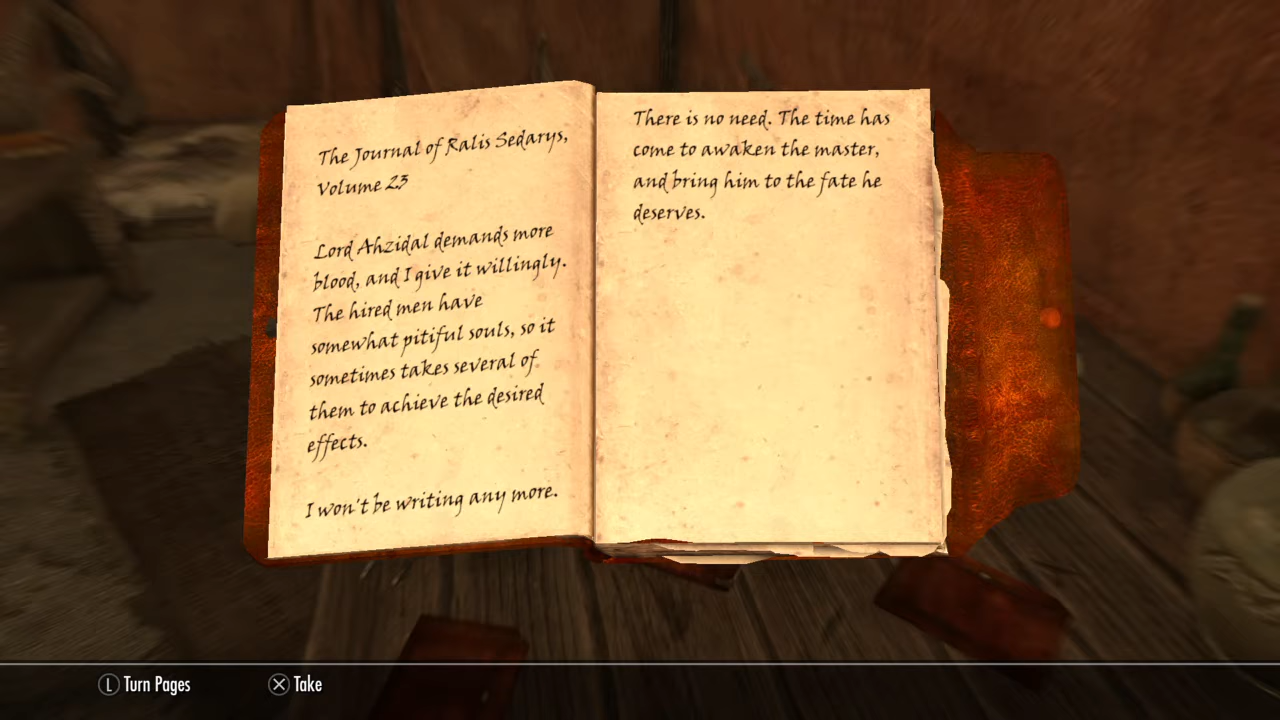 The Journal of Ralis Sedarys,
Volume 23
Lord Ahzidal demands more
blood, and I give it willingly.
The hired men have
somewhat pitiful souls, so it
sometimes takes several of
them to achieve the desired
effects.
I won't be writing any more.
There is no need. The time has
come to awaken the master,
and bring him to the fate he
deserves.
L Turn Pages
X Take